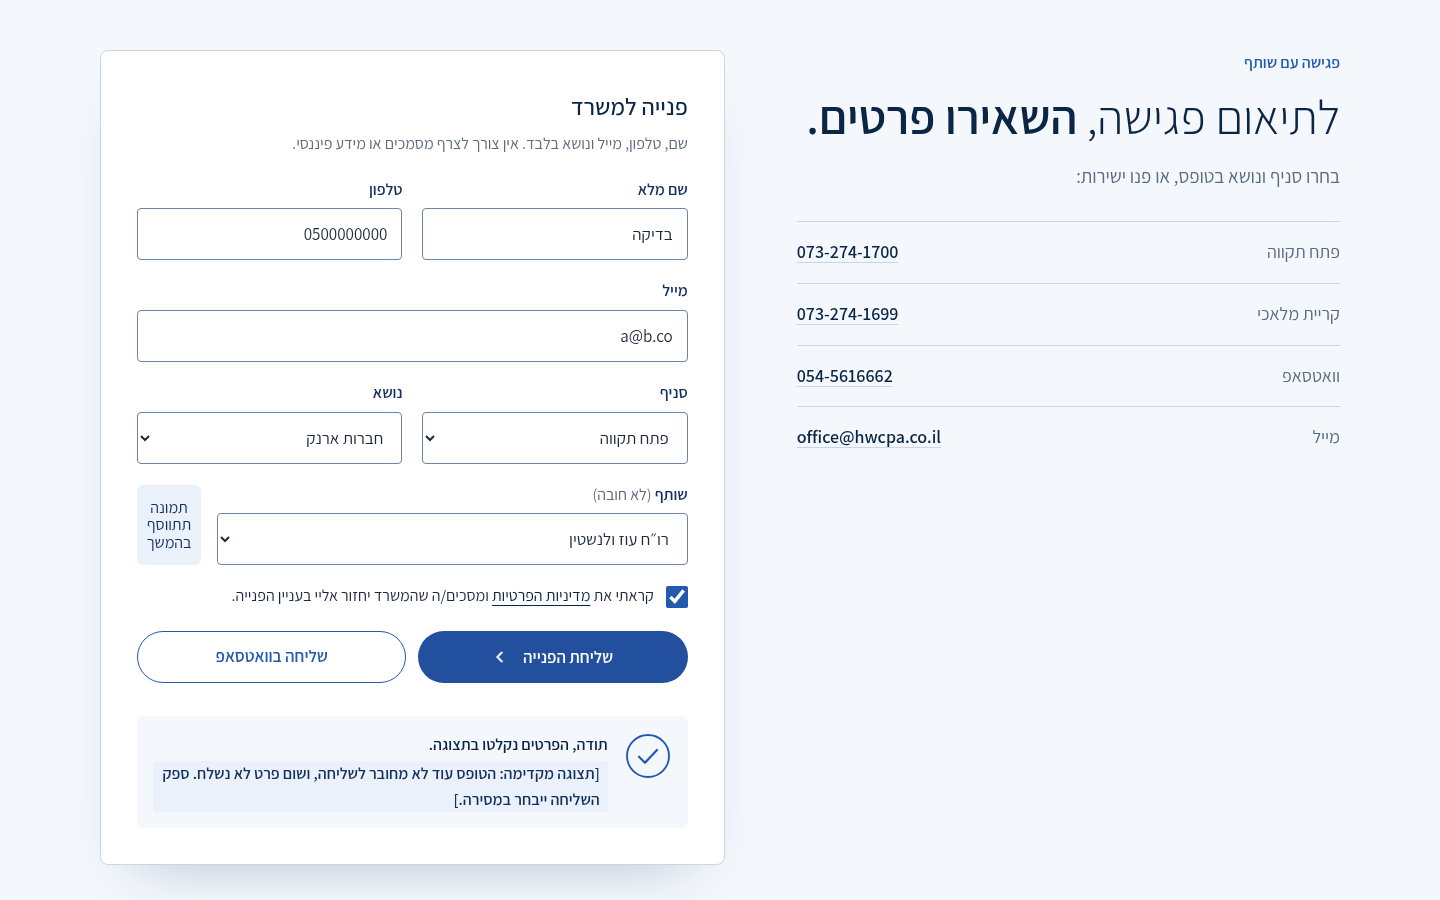 פגישה עם שותף
לתיאום פגישה, השאירו פרטים.
בחרו סניף ונושא בטופס, או פנו ישירות:
פתח תקווה 073-274-1700
קריית מלאכי 073-274-1699
וואטסאפ 054-5616662
מייל office@hwcpa.co.il
פנייה למשרד
שם, טלפון, מייל ונושא בלבד. אין צורך לצרף מסמכים או מידע פיננסי.
שם מלא טלפון
בדיקה 0500000000
מייל
a@b.co
סניף נושא
פתח תקווה חברות ארנק
שותף (לא חובה)
רו״ח עוז ולנשטין
תמונה
תתווסף
בהמשך
קראתי את מדיניות הפרטיות ומסכים/ה שהמשרד יחזור אליי בעניין הפנייה.
שליחת הפנייה שליחה בוואטסאפ
תודה, הפרטים נקלטו בתצוגה.
[תצוגה מקדימה: הטופס עוד לא מחובר לשליחה, ושום פרט לא נשלח. ספק
השליחה ייבחר במסירה.]